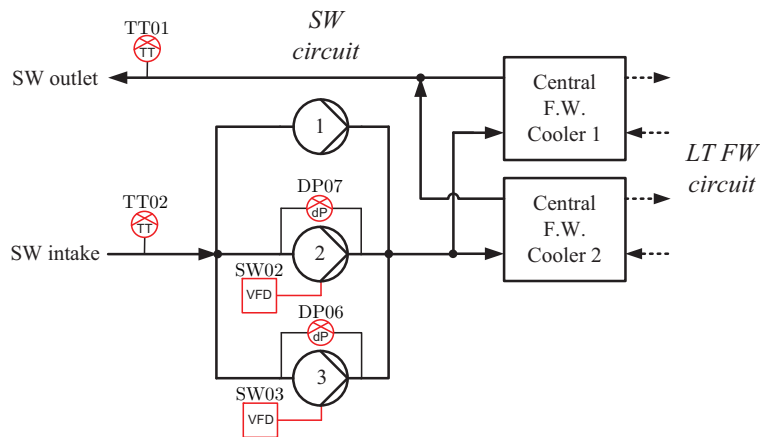 TT01
TT
SW
circuit
SW outlet
Central
F.W.
Cooler 1
1
LT FW
circuit
TT02
TT
DP07
dP
Central
F.W.
Cooler 2
SW intake
2
SW02
VFD
DP06
dP
3
SW03
VFD